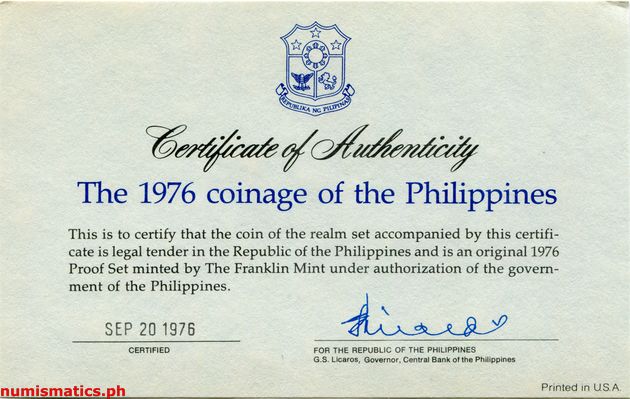 REPUBLIKA NG PILIPINAS
Certificate of Authenticity
The 1976 coinage of the Philippines
This is to certify that the coin of the realm set accompanied by this certifi-
cate is legal tender in the Republic of the Philippines and is an original 1976
Proof Set minted by The Franklin Mint under authorization of the govern-
ment of the Philippines.
SEP 20 1976
CERTIFIED
FOR THE REPUBLIC OF THE PHILIPPINES
G.S. Licaros, Governor, Central Bank of the Philippines
Printed in U.S.A.
numismatics.ph